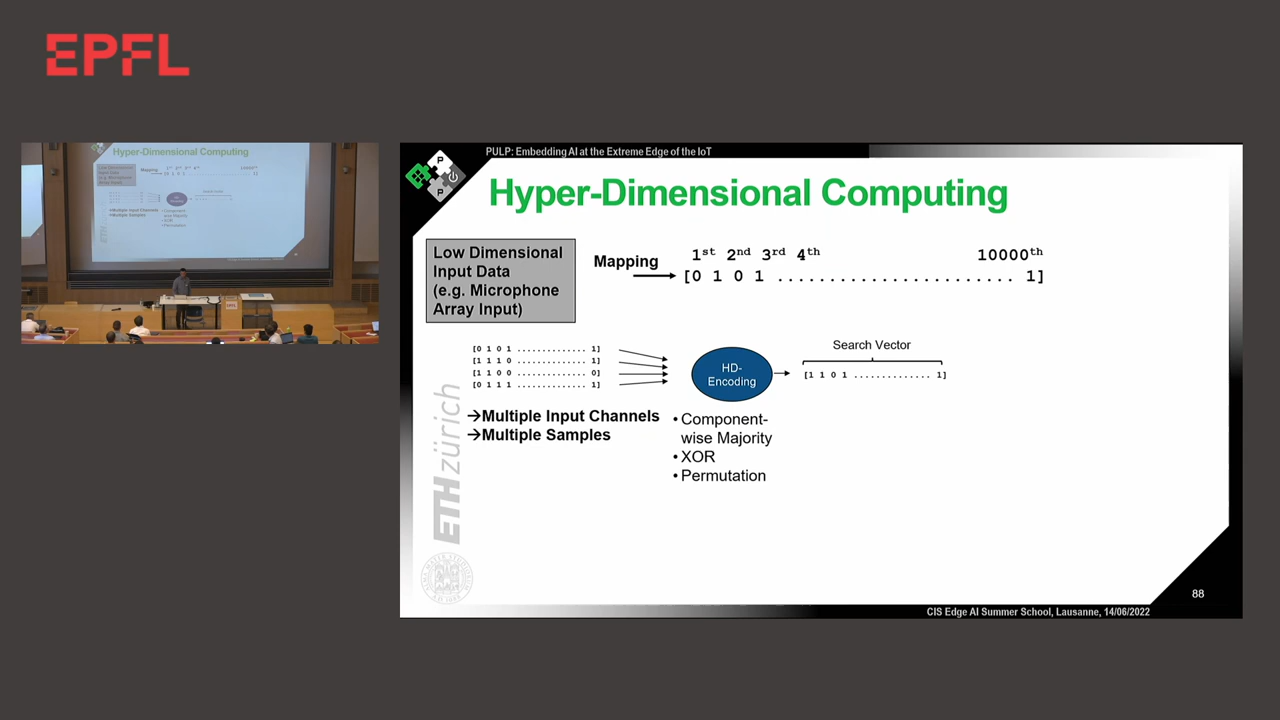 EPFL
PULP: Embedding AI at the Extreme Edge of the IoT
P
P
Hyper-Dimensional Computing
Low Dimensional
Input Data
(e.g. Microphone
Array Input)
Mapping
1st 2nd 3rd 4th 10000th
[0 1 0 1 ....................... 1]
[0 1 0 1 .............. 1]
[1 1 1 0 .............. 1]
[1 1 0 0 .............. 0]
[0 1 1 1 .............. 1]
HD-
Encoding
Search Vector
[1 1 0 1 .............. 1]
→Multiple Input Channels
→Multiple Samples
• Component-
wise Majority
• XOR
• Permutation
ETH zürich
88
CIS Edge AI Summer School, Lausanne, 14/06/2022
Hyper-Dimensional Computing
Mapping